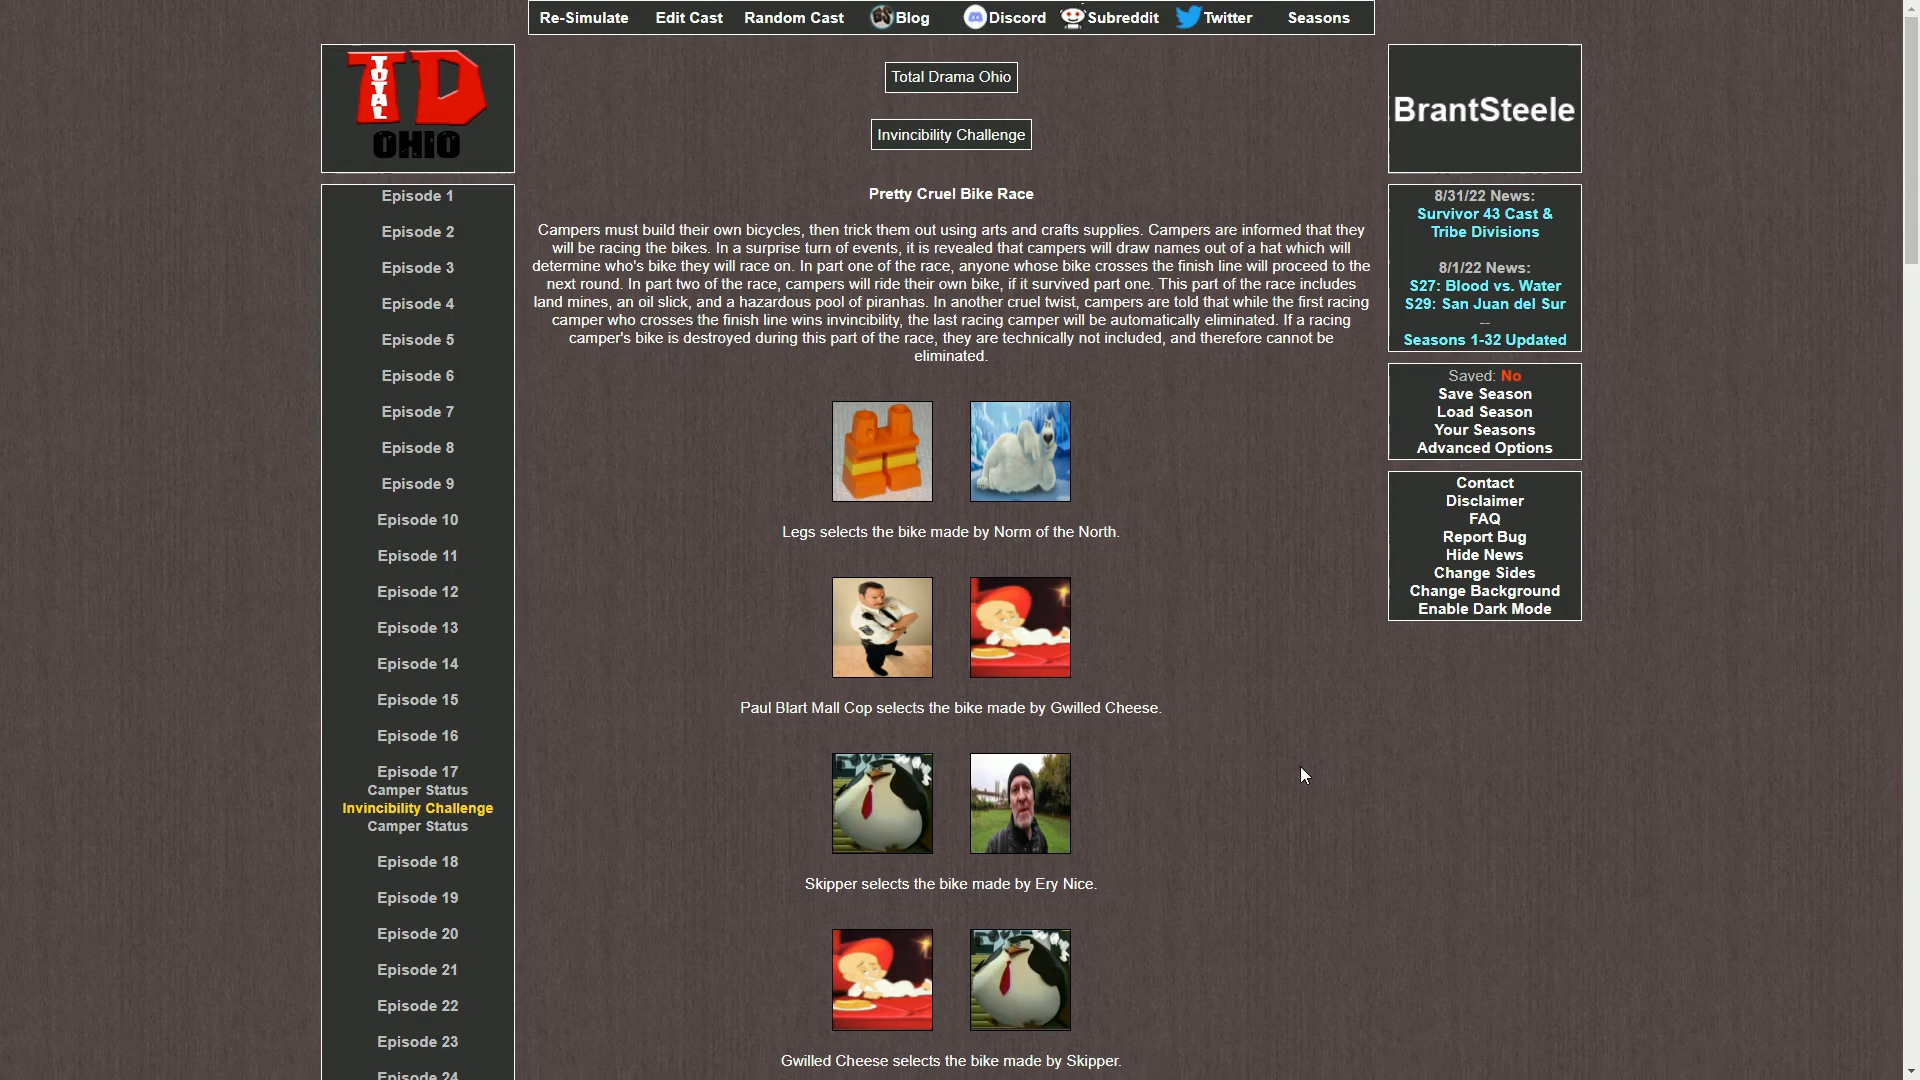 Re-Simulate Edit Cast Random Cast Blog Discord Subreddit Twitter Seasons
TOTAL
TD
OHIO
Episode 1
Episode 2
Episode 3
Episode 4
Episode 5
Episode 6
Episode 7
Episode 8
Episode 9
Episode 10
Episode 11
Episode 12
Episode 13
Episode 14
Episode 15
Episode 16
Episode 17
Camper Status
Invincibility Challenge
Camper Status
Episode 18
Episode 19
Episode 20
Episode 21
Episode 22
Episode 23
Episode 24
Total Drama Ohio
Invincibility Challenge
Pretty Cruel Bike Race
Campers must build their own bicycles, then trick them out using arts and crafts supplies. Campers are informed that they
will be racing the bikes. In a surprise turn of events, it is revealed that campers will draw names out of a hat which will
determine who's bike they will race on. In part one of the race, anyone whose bike crosses the finish line will proceed to the
next round. In part two of the race, campers will ride their own bike, if it survived part one. This part of the race includes
land mines, an oil slick, and a hazardous pool of piranhas. In another cruel twist, campers are told that while the first racing
camper who crosses the finish line wins invincibility, the last racing camper will be automatically eliminated. If a racing
camper's bike is destroyed during this part of the race, they are technically not included, and therefore cannot be
eliminated.
Legs selects the bike made by Norm of the North.
Paul Blart Mall Cop selects the bike made by Gwilled Cheese.
Skipper selects the bike made by Ery Nice.
Gwilled Cheese selects the bike made by Skipper.
BrantSteele
8/31/22 News:
Survivor 43 Cast &
Tribe Divisions
8/1/22 News:
S27: Blood vs. Water
S29: San Juan del Sur
--
Seasons 1-32 Updated
Saved: No
Save Season
Load Season
Your Seasons
Advanced Options
Contact
Disclaimer
FAQ
Report Bug
Hide News
Change Sides
Change Background
Enable Dark Mode